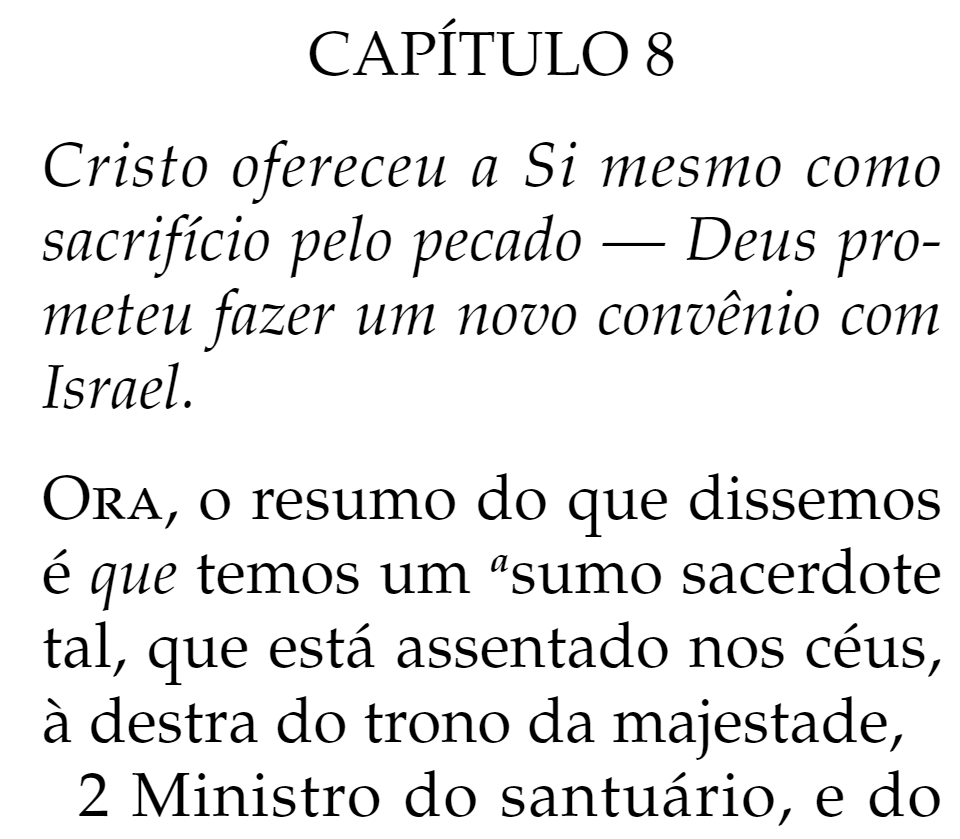 CAPÍTULO 8
Cristo ofereceu a Si mesmo como
sacrifício pelo pecado — Deus pro-
meteu fazer um novo convênio com
Israel.
ORA, o resumo do que dissemos
é que temos um ᵃsumo sacerdote
tal, que está assentado nos céus,
à destra do trono da majestade,
2 Ministro do santuário, e do